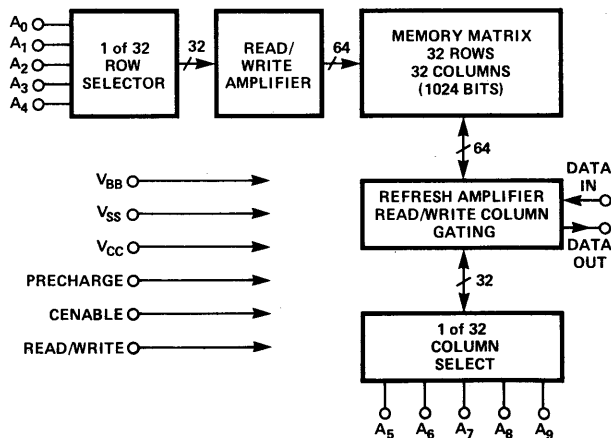 A0
A1
A2
A3
A4
1 of 32
ROW
SELECTOR
32
READ/
WRITE
AMPLIFIER
64
MEMORY MATRIX
32 ROWS
32 COLUMNS
(1024 BITS)
64
VBB
VSS
VCC
PRECHARGE
CENABLE
READ/WRITE
REFRESH AMPLIFIER
READ/WRITE COLUMN
GATING
DATA
IN
DATA
OUT
32
1 of 32
COLUMN
SELECT
A5 A6 A7 A8 A9